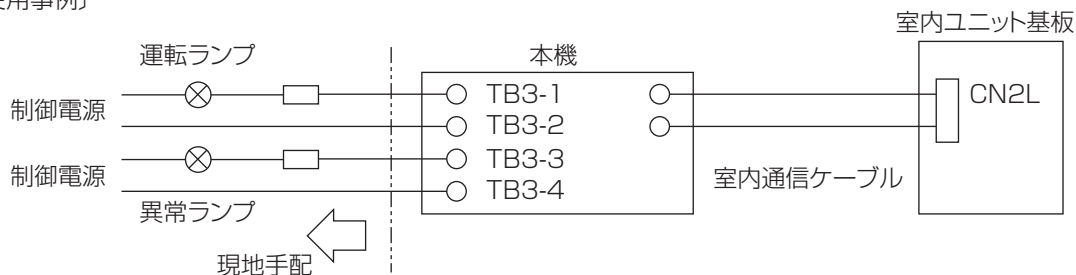 用事例〕
室内ユニット基板
運転ランプ
本機
制御電源
TB3-1
CN2L
TB3-2
制御電源
TB3-3
室内通信ケーブル
TB3-4
異常ランプ
現地手配